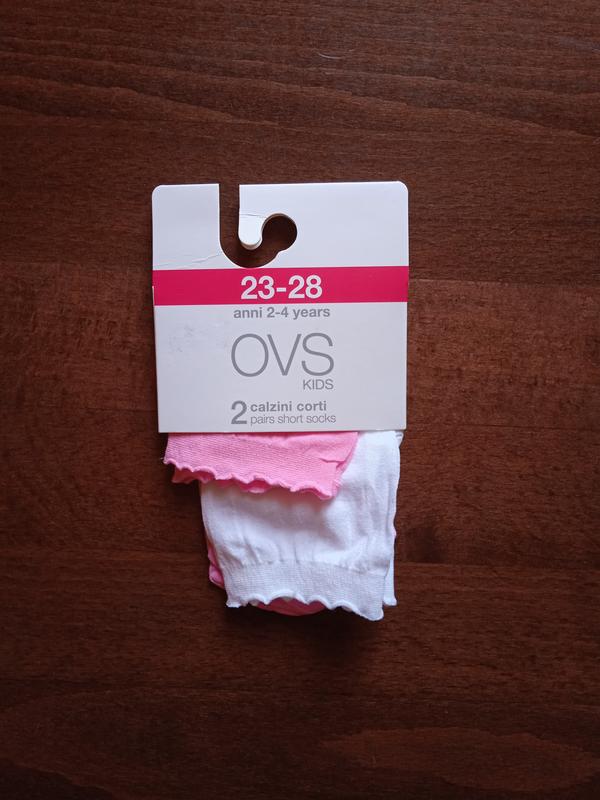 23-28
anni 2-4 years
OVS
KIDS
2 calzini corti
pairs short socks